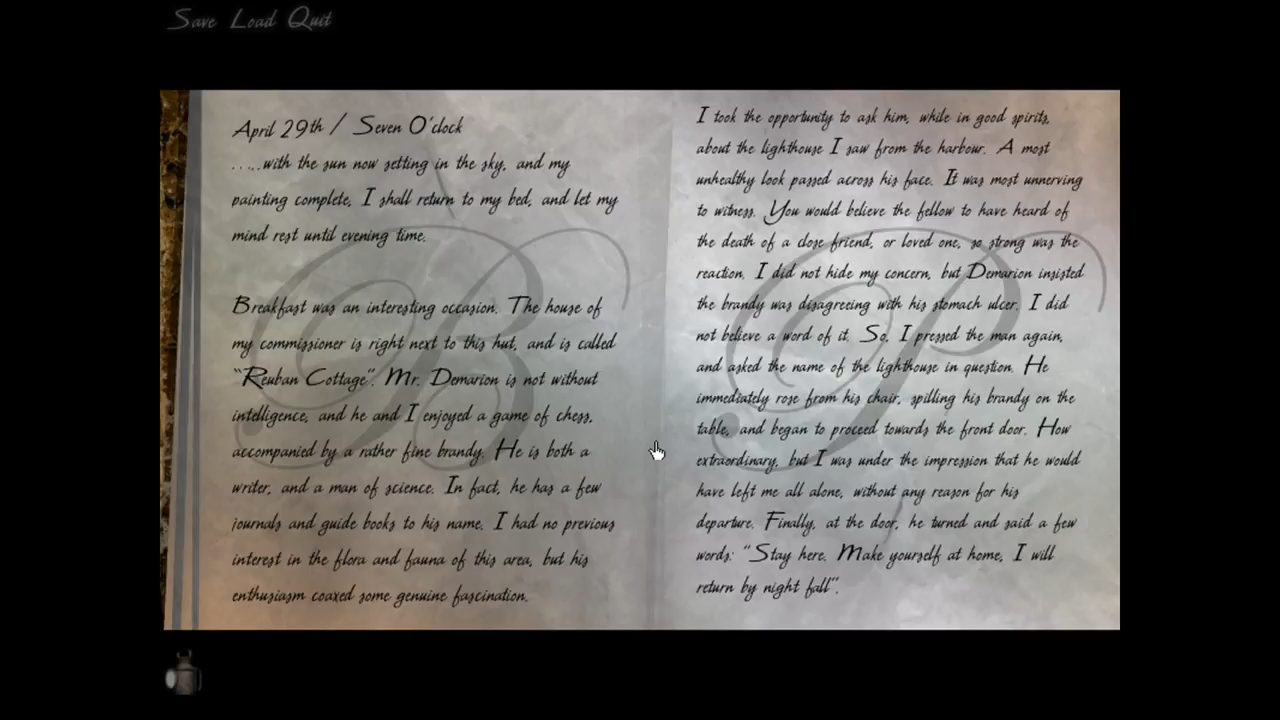 Save Load Quit
April 29th / Seven O'clock
.....with the sun now setting in the sky, and my
painting complete, I shall return to my bed, and let my
mind rest until evening time.
Breakfast was an interesting occasion. The house of
my commissioner is right next to this hut, and is called
"Reuban Cottage". Mr. Demarion is not without
intelligence, and he and I enjoyed a game of chess,
accompanied by a rather fine brandy. He is both a
writer, and a man of science. In fact, he has a few
journals and guide books to his name. I had no previous
interest in the flora and fauna of this area, but his
enthusiasm coaxed some genuine fascination.
I took the opportunity to ask him, while in good spirits,
about the lighthouse I saw from the harbour. A most
unhealthy look passed across his face. It was most unnerving
to witness. You would believe the fellow to have heard of
the death of a close friend, or loved one, so strong was the
reaction. I did not hide my concern, but Demarion insisted
the brandy was disagreeing with his stomach ulcer. I did
not believe a word of it. So, I pressed the man again,
and asked the name of the lighthouse in question. He
immediately rose from his chair, spilling his brandy on the
table, and began to proceed towards the front door. How
extraordinary, but I was under the impression that he would
have left me all alone, without any reason for his
departure. Finally, at the door, he turned and said a few
words: "Stay here. Make yourself at home, I will
return by night fall".
B P